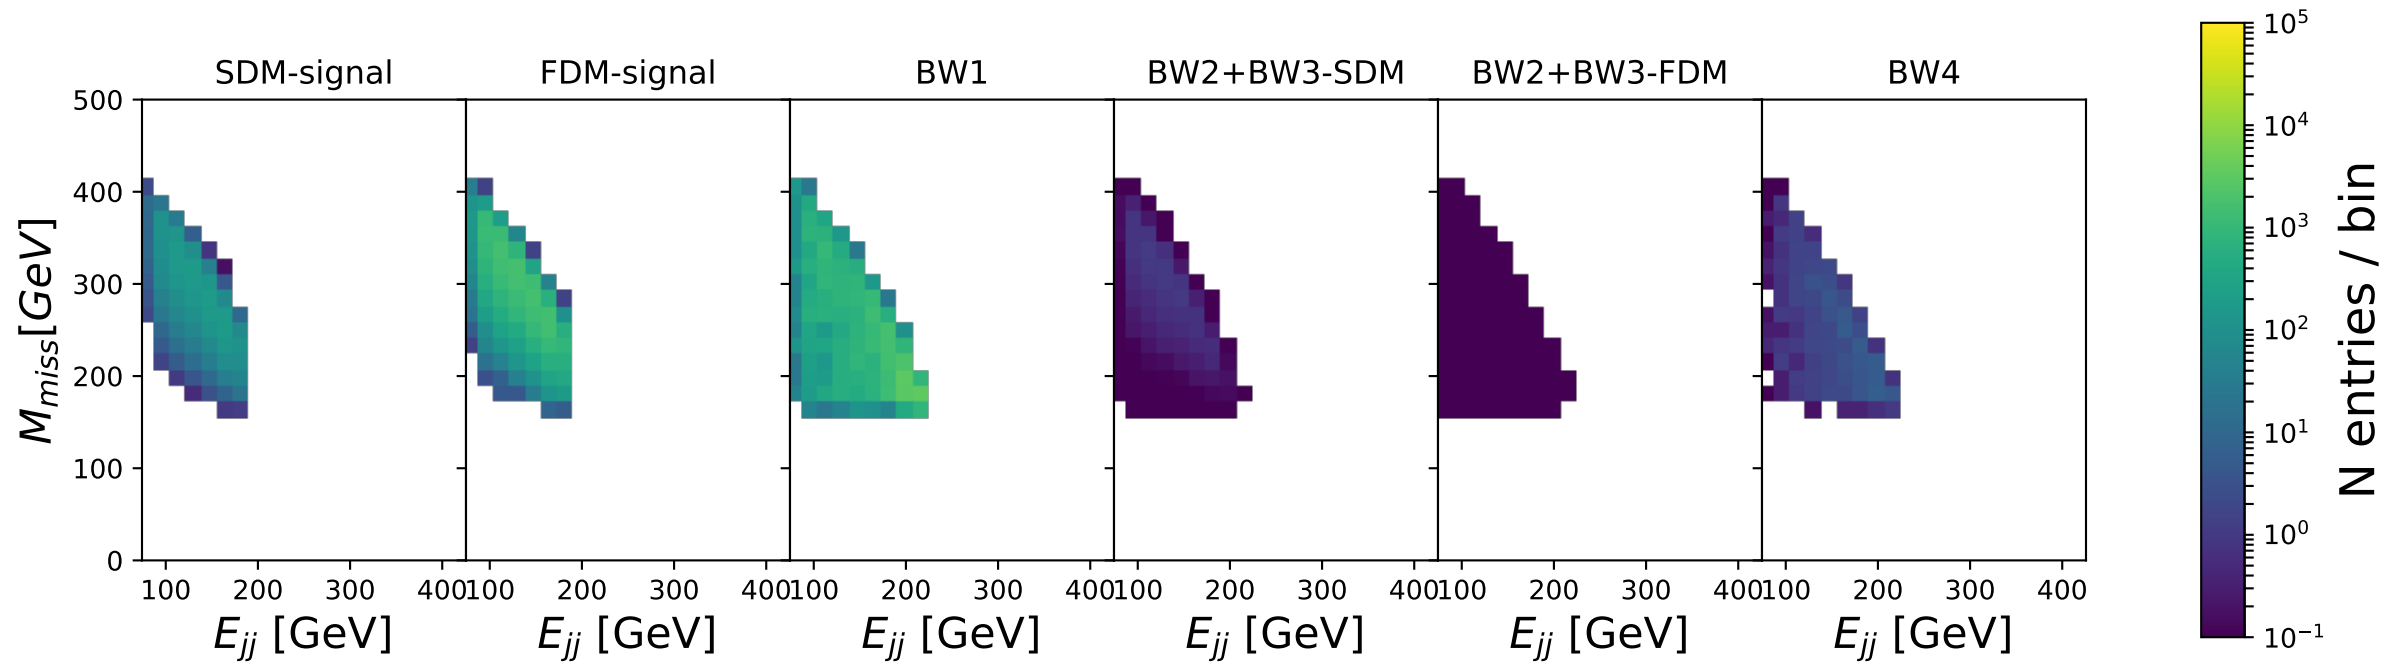 SDM-signal FDM-signal BW1 BW2+BW3-SDM BW2+BW3-FDM BW4
M_miss[GeV]
500
400
300
200
100
0
100 200 300 400 100 200 300 400 100 200 300 400 100 200 300 400 100 200 300 400 100 200 300 400
E_jj [GeV] E_jj [GeV] E_jj [GeV] E_jj [GeV] E_jj [GeV] E_jj [GeV]
10^5
10^4
10^3
10^2
10^1
10^0
10^−1
N entries / bin